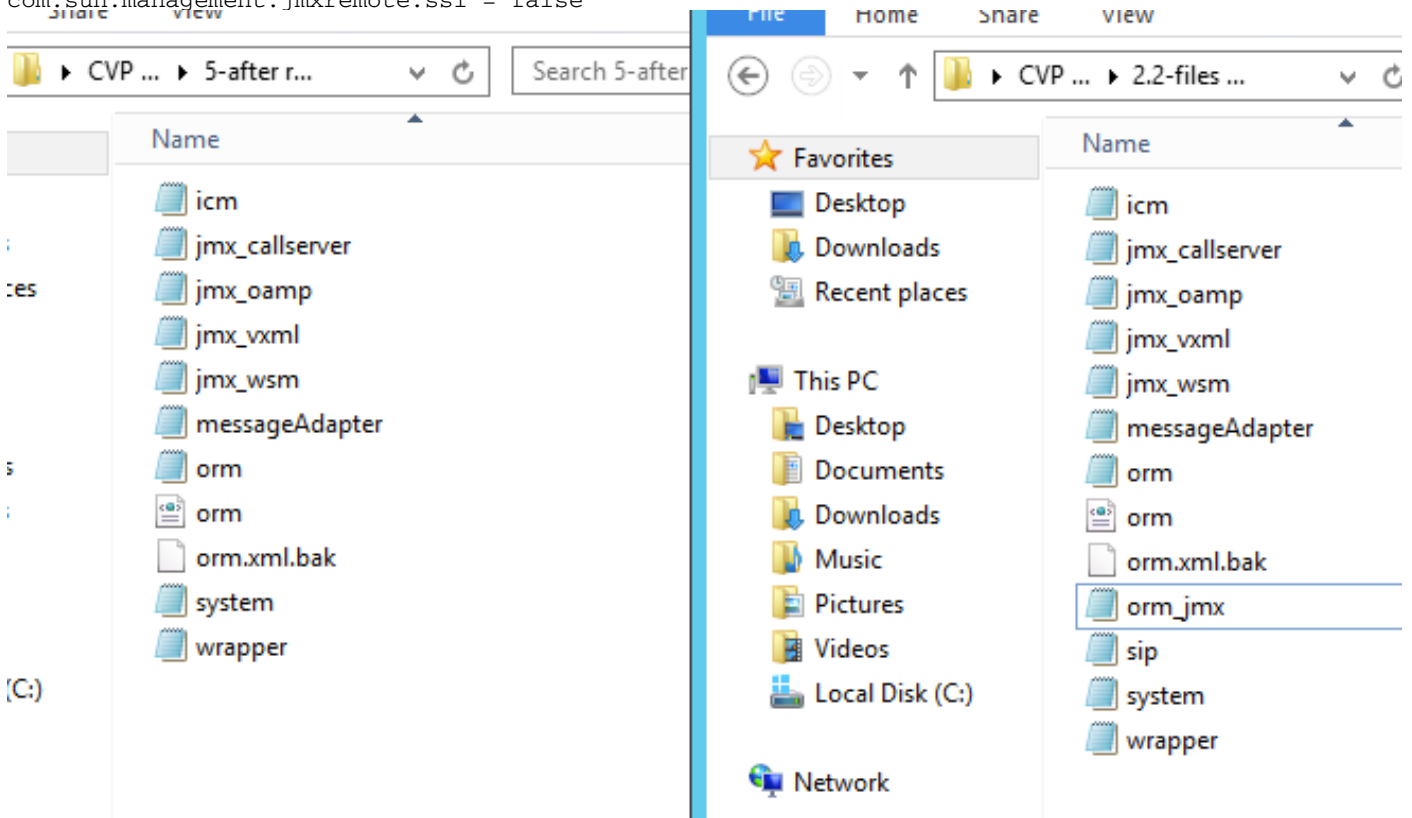 com.sun.management.jmxremote.ssl = false
Share View
CVP ... 5-after r... Search 5-after
Name
icm
jmx_callserver
jmx_oamp
jmx_vxml
jmx_wsm
messageAdapter
orm
orm
orm.xml.bak
system
wrapper
ces
s
(C:)
File Home Share View
CVP ... 2.2-files ...
Favorites
Desktop
Downloads
Recent places
This PC
Desktop
Documents
Downloads
Music
Pictures
Videos
Local Disk (C:)
Network
Name
icm
jmx_callserver
jmx_oamp
jmx_vxml
jmx_wsm
messageAdapter
orm
orm
orm.xml.bak
orm_jmx
sip
system
wrapper